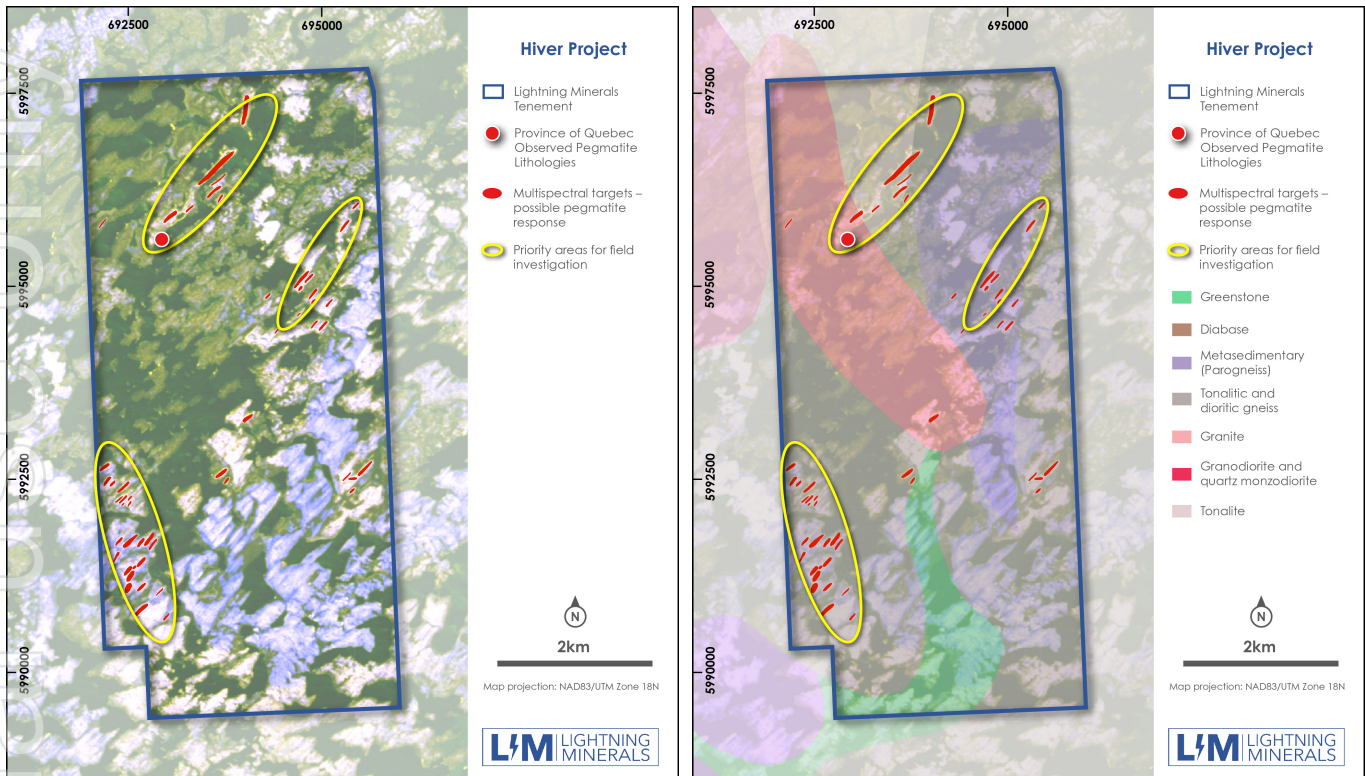 692500
695000
5997500
5995000
5992500
5990000
Hiver Project
Lightning Minerals
Tenement
Province of Quebec
Observed Pegmatite
Lithologies
Multispectral targets –
possible pegmatite
response
Priority areas for field
investigation
N
2km
Map projection: NAD83/UTM Zone 18N
LM LIGHTNING
MINERALS
692500
695000
5997500
5995000
5992500
5990000
Hiver Project
Lightning Minerals
Tenement
Province of Quebec
Observed Pegmatite
Lithologies
Multispectral targets –
possible pegmatite
response
Priority areas for field
investigation
Greenstone
Diabase
Metasedimentary
(Parogneiss)
Tonalitic and
dioritic gneiss
Granite
Granodiorite and
quartz monzodiorite
Tonalite
N
2km
Map projection: NAD83/UTM Zone 18N
LM LIGHTNING
MINERALS